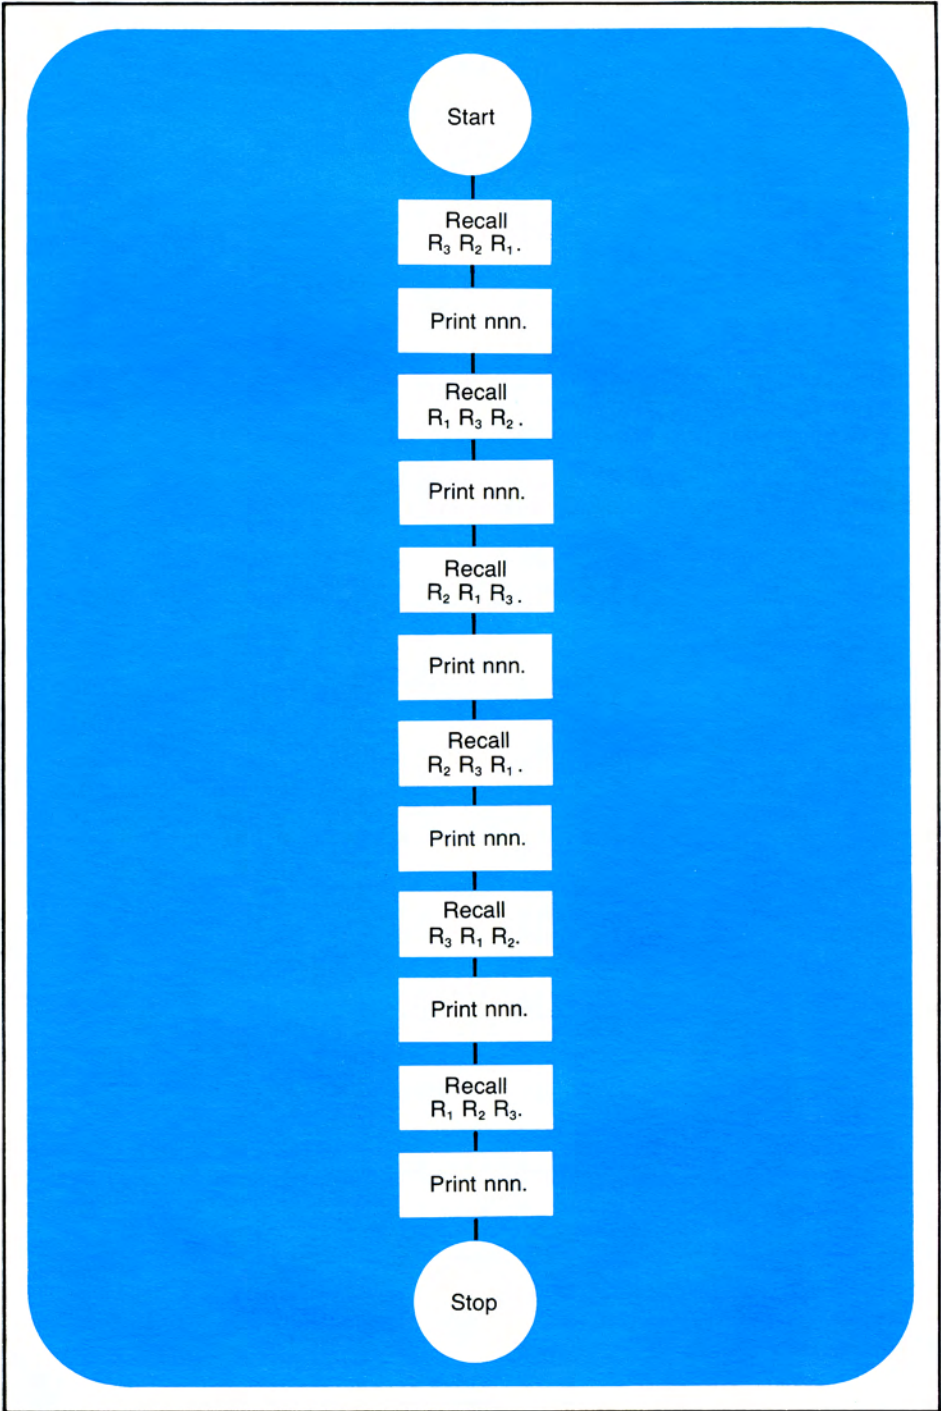 Start
Recall
R₃ R₂ R₁.
Print nnn.
Recall
R₁ R₃ R₂.
Print nnn.
Recall
R₂ R₁ R₃.
Print nnn.
Recall
R₂ R₃ R₁.
Print nnn.
Recall
R₃ R₁ R₂.
Print nnn.
Recall
R₁ R₂ R₃.
Print nnn.
Stop